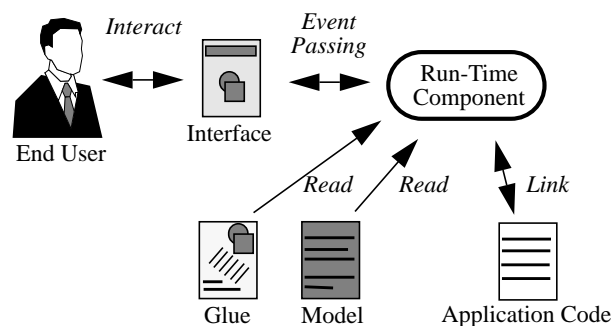 Interact
Event
Passing
Run-Time
Component
End User
Interface
Read
Read
Link
Glue
Model
Application Code